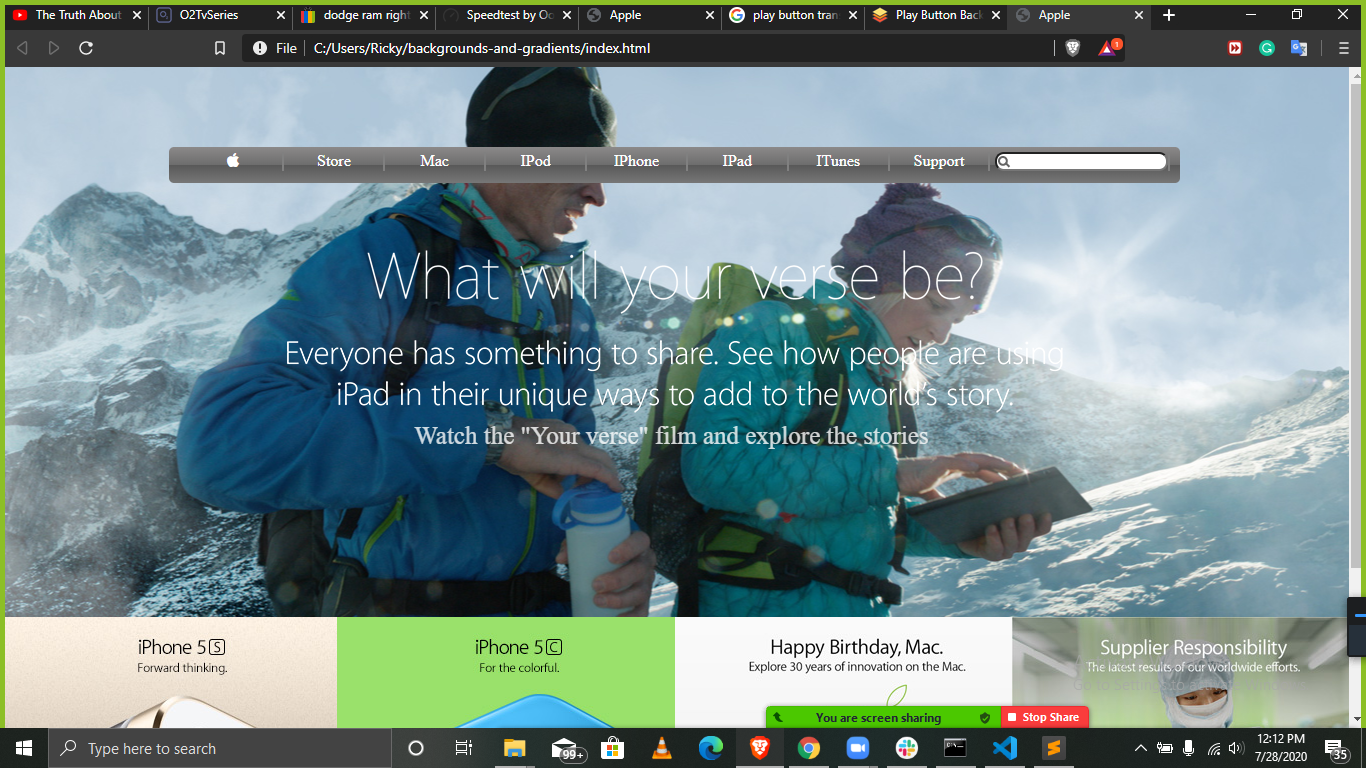 The Truth About
O2TvSeries
dodge ram right
Speedtest by Oo
Apple
play button tran
Play Button Back
Apple
File
C:/Users/Ricky/backgrounds-and-gradients/index.html
1
Store
Mac
IPod
IPhone
IPad
ITunes
Support
What will your verse be?
Everyone has something to share. See how people are using
iPad in their unique ways to add to the world's story.
Watch the "Your verse" film and explore the stories
iPhone 5S
Forward thinking.
iPhone 5C
For the colorful.
Happy Birthday, Mac.
Explore 30 years of innovation on the Mac.
Supplier Responsibility
The latest results of our worldwide efforts.
You are screen sharing
Stop Share
Type here to search
99+
12:12 PM
7/28/2020
35